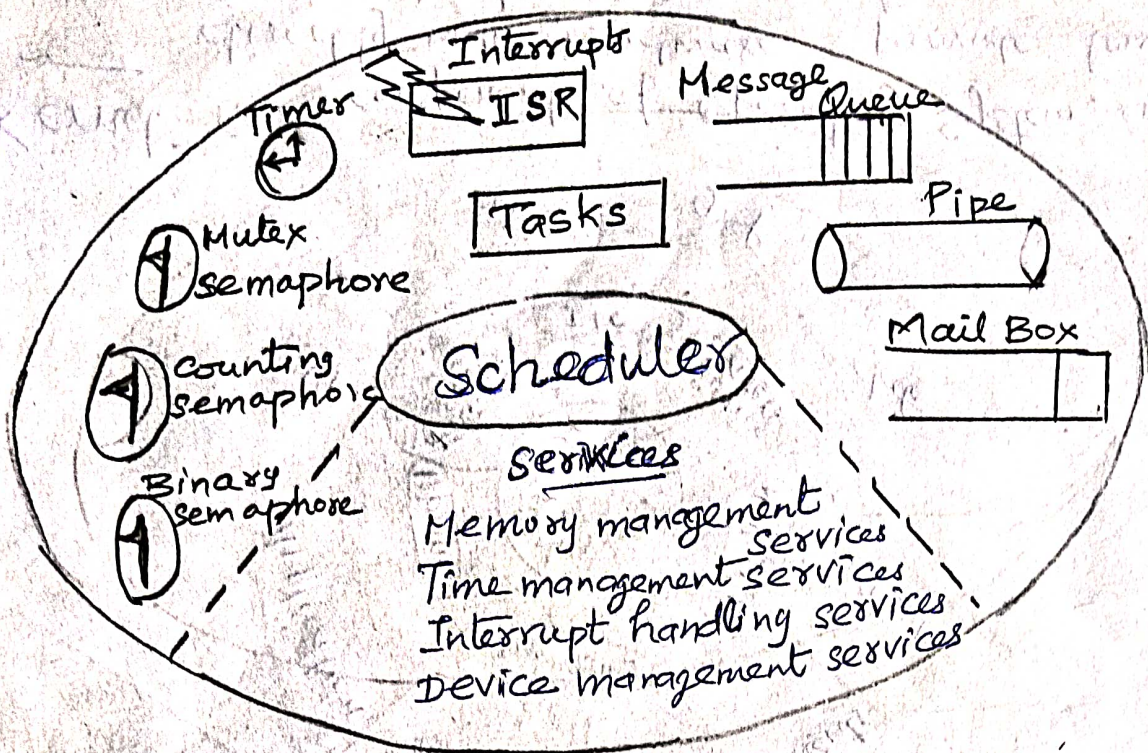 Interrupts
Timer
ISR
Message
Queue
Tasks
Pipe
Mutex
semaphore
Mail Box
Scheduler
Counting
semaphore
services
Binary
semaphore
Memory management
services
Time management services
Interrupt handling services
Device management services